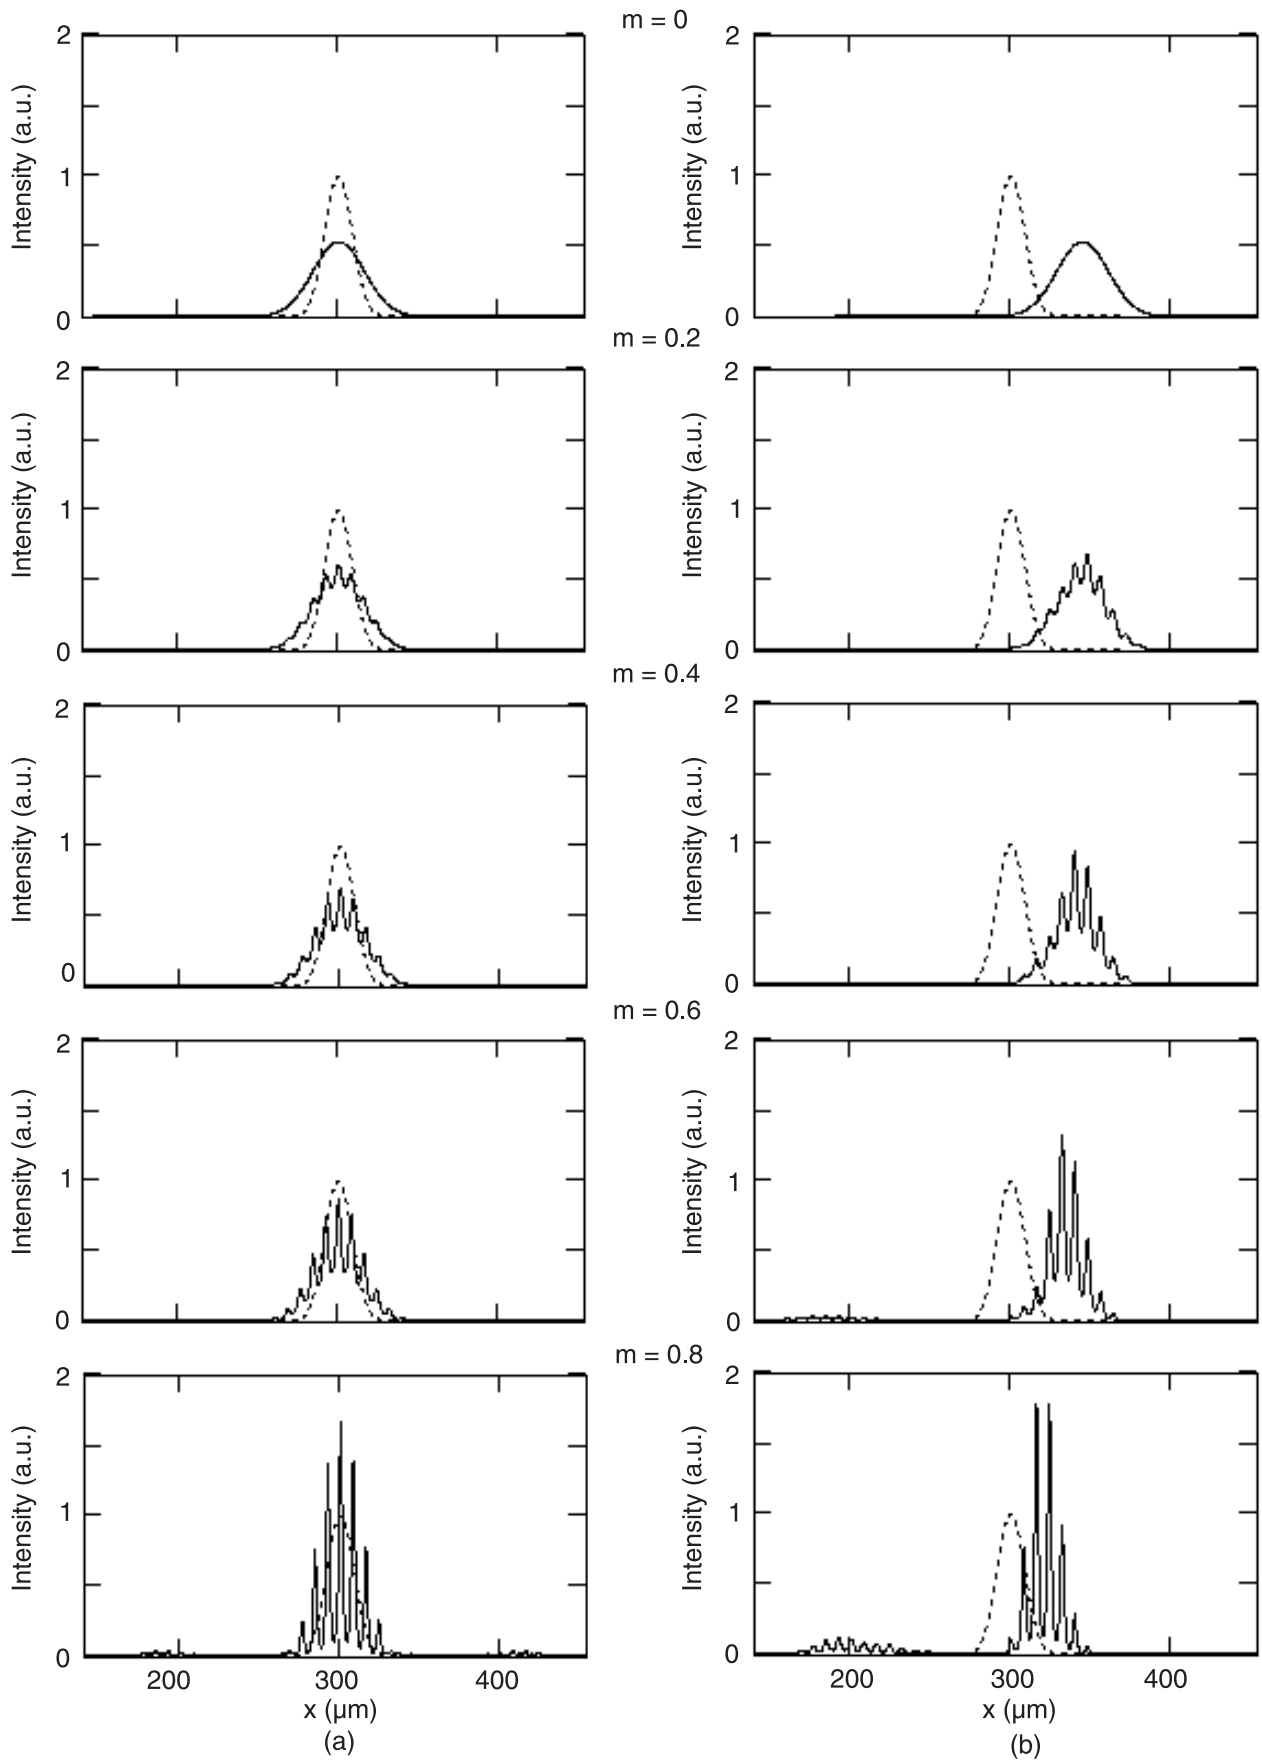 m = 0
2
1
0
Intensity (a.u.)
2
1
0
Intensity (a.u.)
m = 0.2
2
1
0
Intensity (a.u.)
2
1
0
Intensity (a.u.)
m = 0.4
2
1
0
Intensity (a.u.)
2
1
0
Intensity (a.u.)
m = 0.6
2
1
0
Intensity (a.u.)
2
1
0
Intensity (a.u.)
m = 0.8
2
1
0
Intensity (a.u.)
2
1
0
Intensity (a.u.)
200 300 400
x (μm)
(a)
200 300 400
x (μm)
(b)